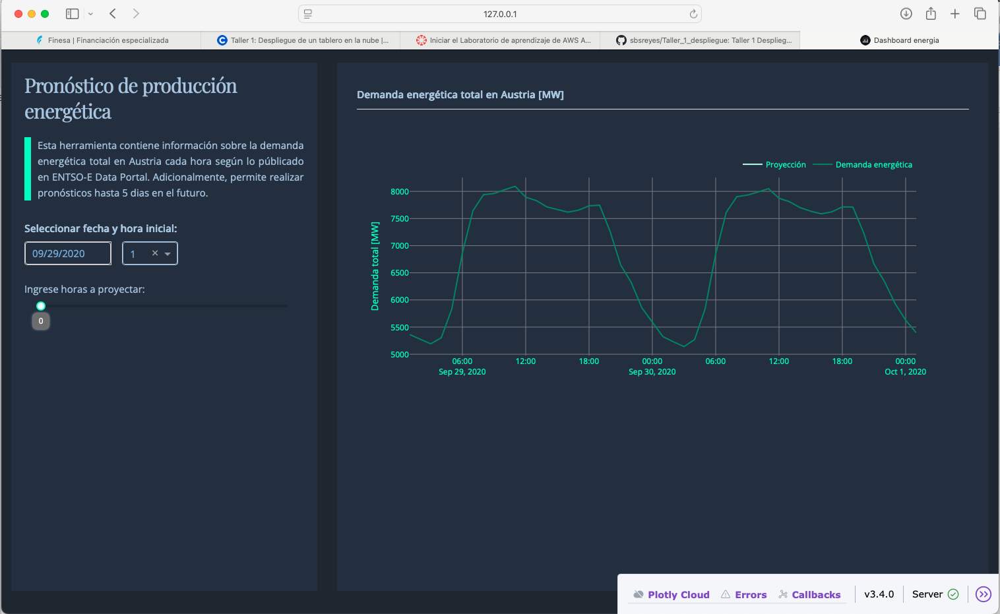 127.0.0.1
Finesa | Financiación especializada
Taller 1: Despliegue de un tablero en la nube |...
Iniciar el Laboratorio de aprendizaje de AWS A...
sbsreyes/Taller_1_despliegue: Taller 1 Desplieg...
Dashboard energia
Pronóstico de producción
energética
Esta herramienta contiene información sobre la demanda
energética total en Austria cada hora según lo públicado
en ENTSO-E Data Portal. Adicionalmente, permite realizar
pronósticos hasta 5 dias en el futuro.
Seleccionar fecha y hora inicial:
09/29/2020
1
Ingrese horas a proyectar:
0
Demanda energética total en Austria [MW]
Proyección
Demanda energética
Demanda total [MW]
8000
7500
7000
6500
6000
5500
5000
06:00
Sep 29, 2020
12:00
18:00
00:00
Sep 30, 2020
06:00
12:00
18:00
00:00
Oct 1, 2020
Plotly Cloud
Errors
Callbacks
v3.4.0
Server